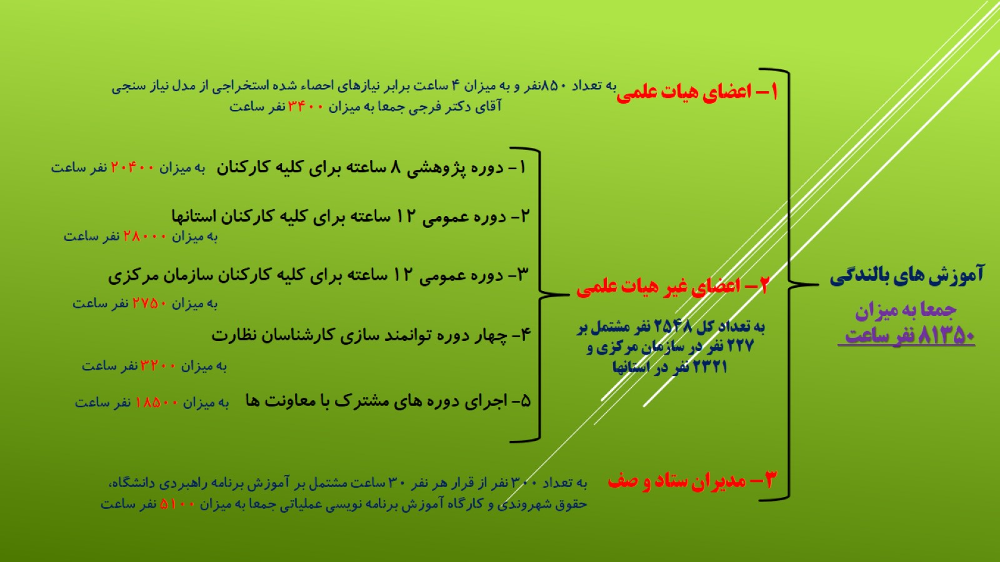 آموزش های بالندگی
جمعا به میزان
۸۱۳۵۰ نفر ساعت
۱- اعضای هیات علمی
به تعداد ۸۵۰نفر و به میزان ۴ ساعت برابر نیازهای احصاء شده استخراجی از مدل نیاز سنجی
آقای دکتر فرجی جمعا به میزان ۳۴۰۰ نفر ساعت
۲- اعضای غیر هیات علمی
به تعداد کل ۲۵۴۸ نفر مشتمل بر
۲۲۷ نفر در سازمان مرکزی و
۲۳۲۱ نفر در استانها
۱- دوره پژوهشی ۸ ساعته برای کلیه کارکنان به میزان ۲۰۴۰۰ نفر ساعت
۲- دوره عمومی ۱۲ ساعته برای کلیه کارکنان استانها
به میزان ۲۸۰۰۰ نفر ساعت
۳- دوره عمومی ۱۲ ساعته برای کلیه کارکنان سازمان مرکزی
به میزان ۲۷۵۰ نفر ساعت
۴- چهار دوره توانمند سازی کارشناسان نظارت
به میزان ۳۲۰۰ نفر ساعت
۵- اجرای دوره های مشترک با معاونت ها به میزان ۱۸۵۰۰ نفر ساعت
۳- مدیران ستاد و صف
به تعداد ۳۰۰ نفر از قرار هر نفر ۳۰ ساعت مشتمل بر آموزش برنامه راهبردی دانشگاه،
حقوق شهروندی و کارگاه آموزش برنامه نویسی عملیاتی جمعا به میزان ۵۱۰۰ نفر ساعت